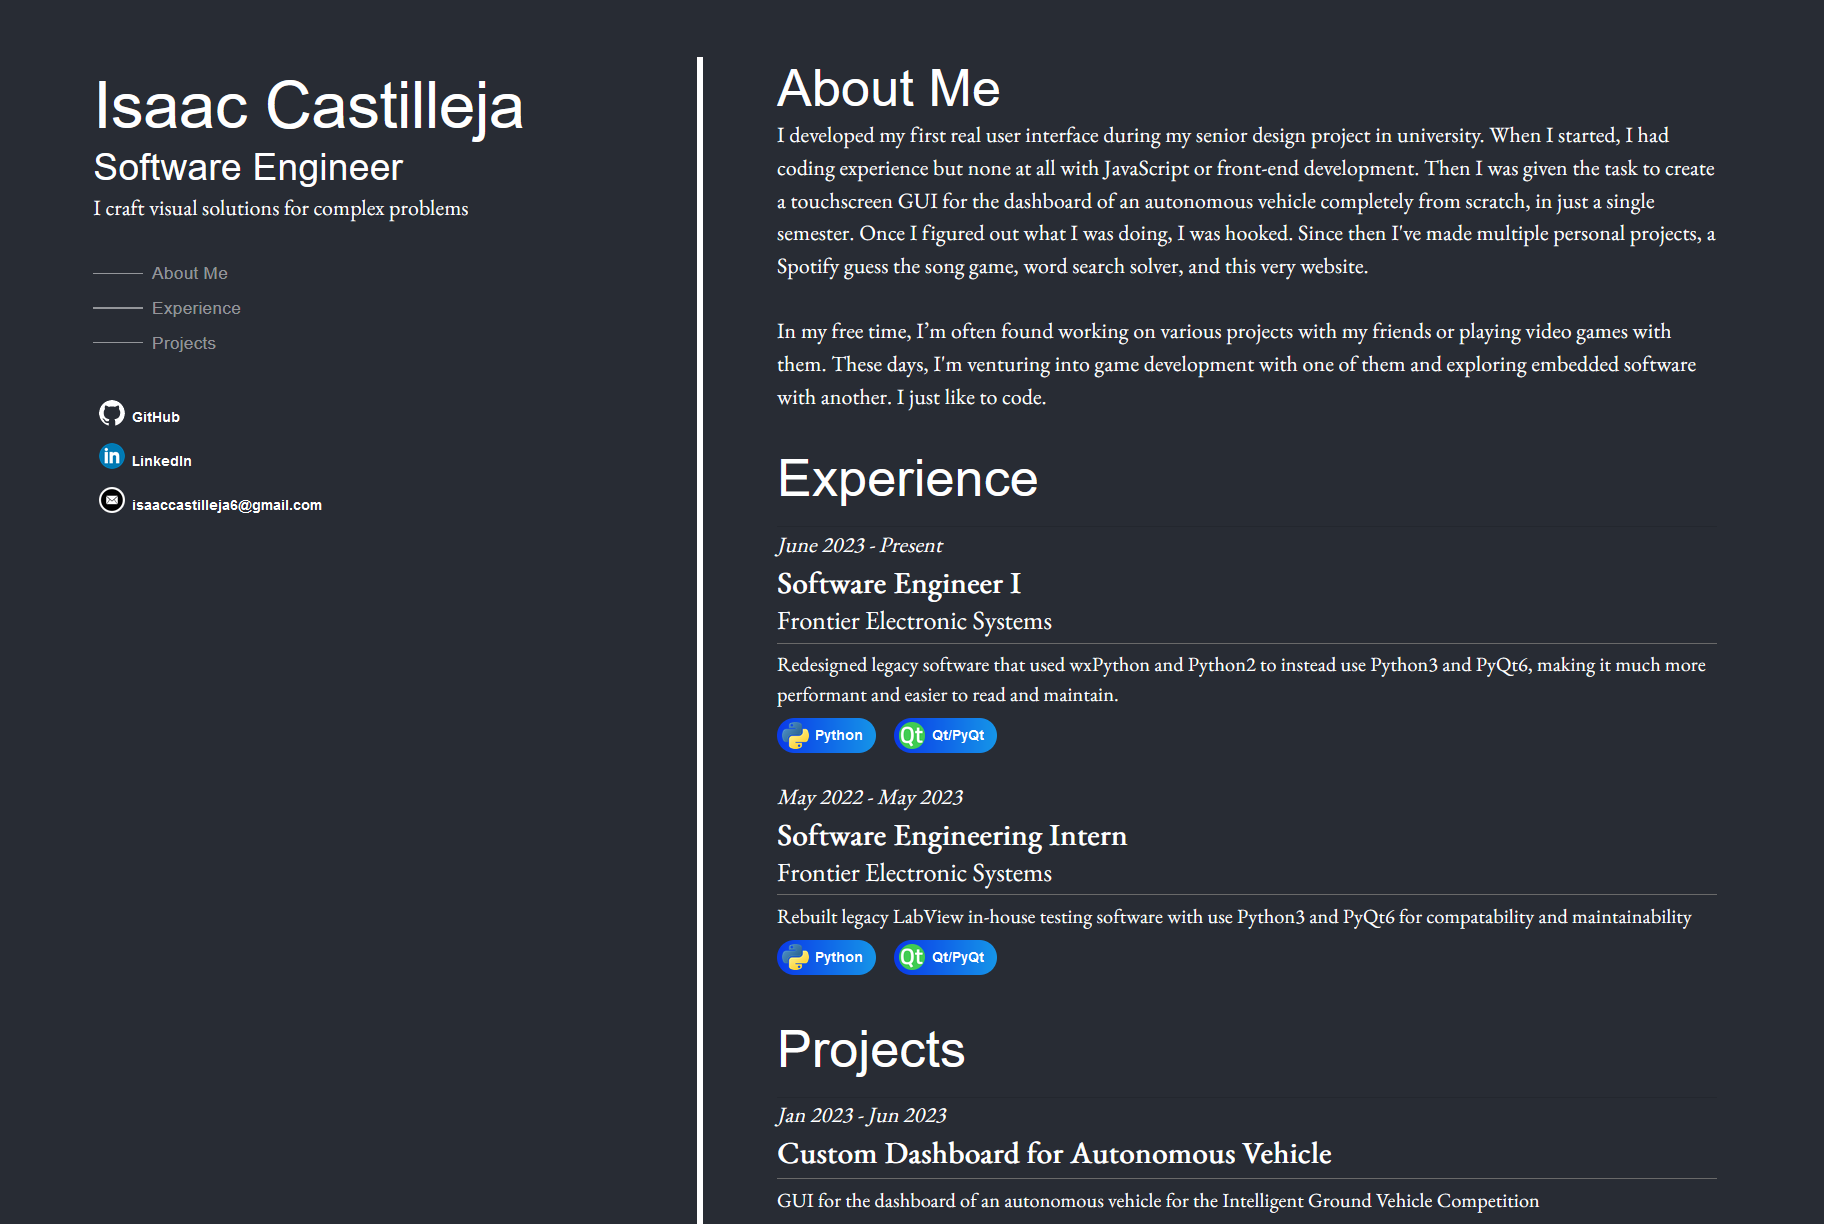 Isaac Castilleja
Software Engineer
I craft visual solutions for complex problems
About Me
Experience
Projects
GitHub
in
LinkedIn
isaaccastilleja6@gmail.com
About Me
I developed my first real user interface during my senior design project in university. When I started, I had
coding experience but none at all with JavaScript or front-end development. Then I was given the task to create
a touchscreen GUI for the dashboard of an autonomous vehicle completely from scratch, in just a single
semester. Once I figured out what I was doing, I was hooked. Since then I've made multiple personal projects, a
Spotify guess the song game, word search solver, and this very website.
In my free time, I’m often found working on various projects with my friends or playing video games with
them. These days, I'm venturing into game development with one of them and exploring embedded software
with another. I just like to code.
Experience
June 2023 - Present
Software Engineer I
Frontier Electronic Systems
Redesigned legacy software that used wxPython and Python2 to instead use Python3 and PyQt6, making it much more
performant and easier to read and maintain.
Python
Qt Qt/PyQt
May 2022 - May 2023
Software Engineering Intern
Frontier Electronic Systems
Rebuilt legacy LabView in-house testing software with use Python3 and PyQt6 for compatability and maintainability
Python
Qt Qt/PyQt
Projects
Jan 2023 - Jun 2023
Custom Dashboard for Autonomous Vehicle
GUI for the dashboard of an autonomous vehicle for the Intelligent Ground Vehicle Competition